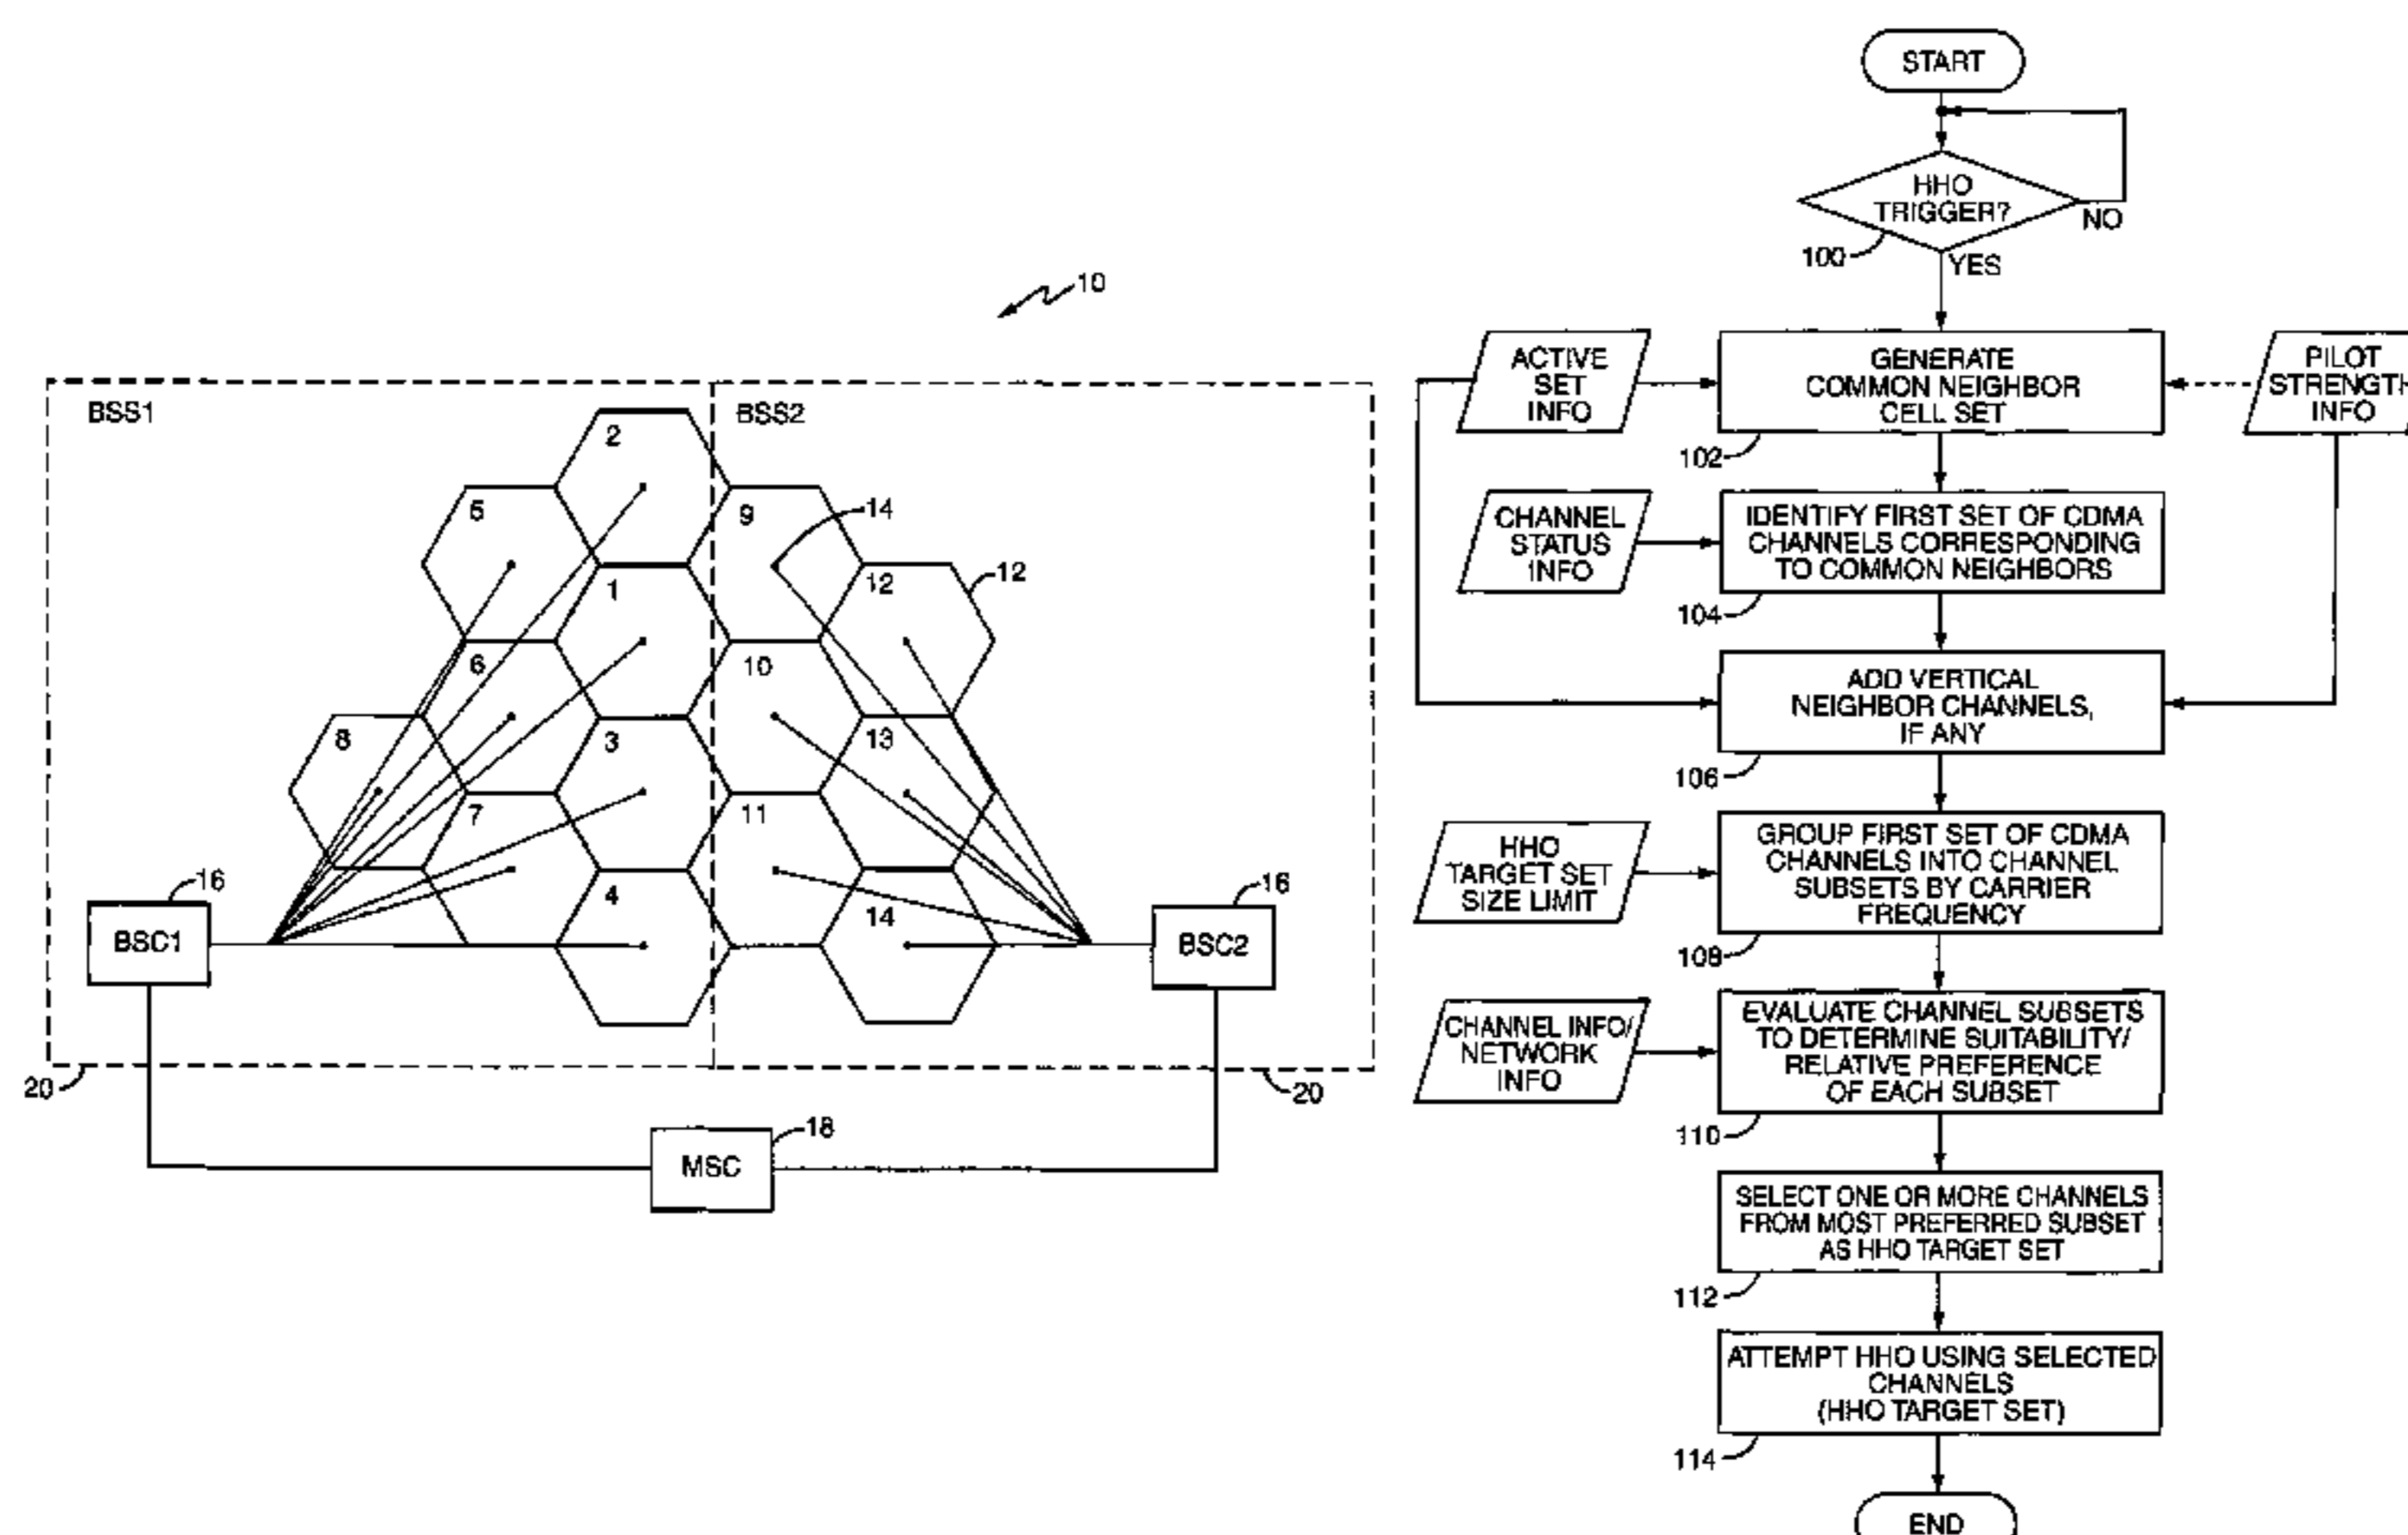 10
BSS1
BSS2
2
5
9
14
1
12
12
6
10
8
3
13
7
11
4
14
16
BSC1
16
BSC2
20
20
18
MSC
START
HHO
TRIGGER?
NO
100
YES
ACTIVE
SET
INFO
GENERATE
COMMON NEIGHBOR
CELL SET
PILOT
STRENGTH
INFO
102
CHANNEL
STATUS
INFO
IDENTIFY FIRST SET OF CDMA
CHANNELS CORRESPONDING
TO COMMON NEIGHBORS
104
ADD VERTICAL
NEIGHBOR CHANNELS,
IF ANY
106
HHO
TARGET SET
SIZE LIMIT
GROUP FIRST SET OF CDMA
CHANNELS INTO CHANNEL
SUBSETS BY CARRIER
FREQUENCY
108
CHANNEL INFO/
NETWORK
INFO
EVALUATE CHANNEL SUBSETS
TO DETERMINE SUITABILITY/
RELATIVE PREFERENCE
OF EACH SUBSET
110
SELECT ONE OR MORE CHANNELS
FROM MOST PREFERRED SUBSET
AS HHO TARGET SET
112
ATTEMPT HHO USING SELECTED
CHANNELS
(HHO TARGET SET)
114
END